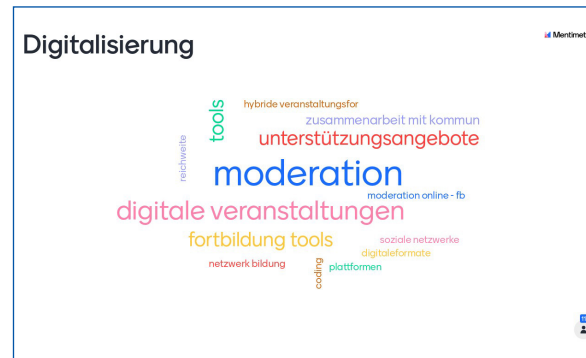 Digitalisierung
Mentimet
tools
hybride veranstaltungsfor
zusammenarbeit mit kommun
unterstützungsangebote
reichweite
moderation
moderation online - fb
digitale veranstaltungen
fortbildung tools
soziale netzwerke
digitaleformate
netzwerk bildung
coding
plattformen